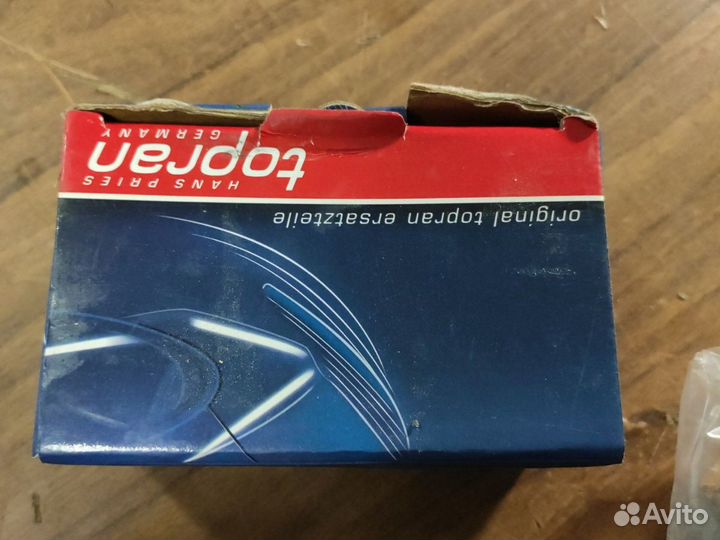 HANS PRIES
topran
GERMANY
original topran ersatzteile
Avito